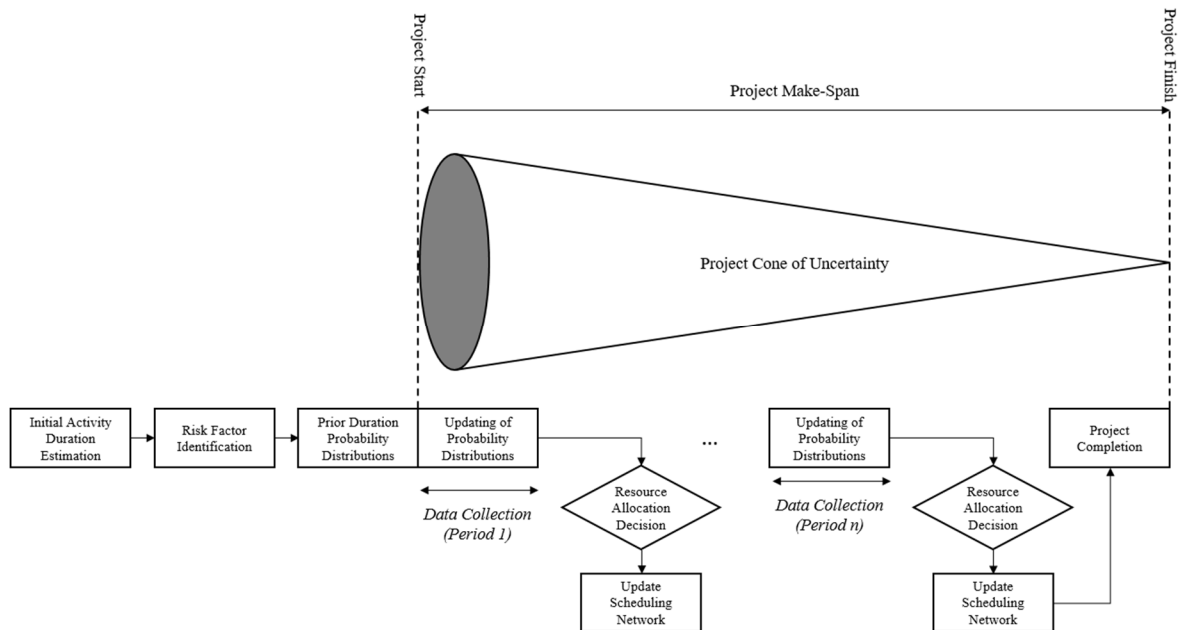 Project Start
Project Finish
Project Make-Span
Project Cone of Uncertainty
Initial Activity
Duration
Estimation
Risk Factor
Identification
Prior Duration
Probability
Distributions
Updating of
Probability
Distributions
...
Updating of
Probability
Distributions
Project
Completion
Data Collection
(Period 1)
Resource
Allocation
Decision
Data Collection
(Period n)
Resource
Allocation
Decision
Update
Scheduling
Network
Update
Scheduling
Network